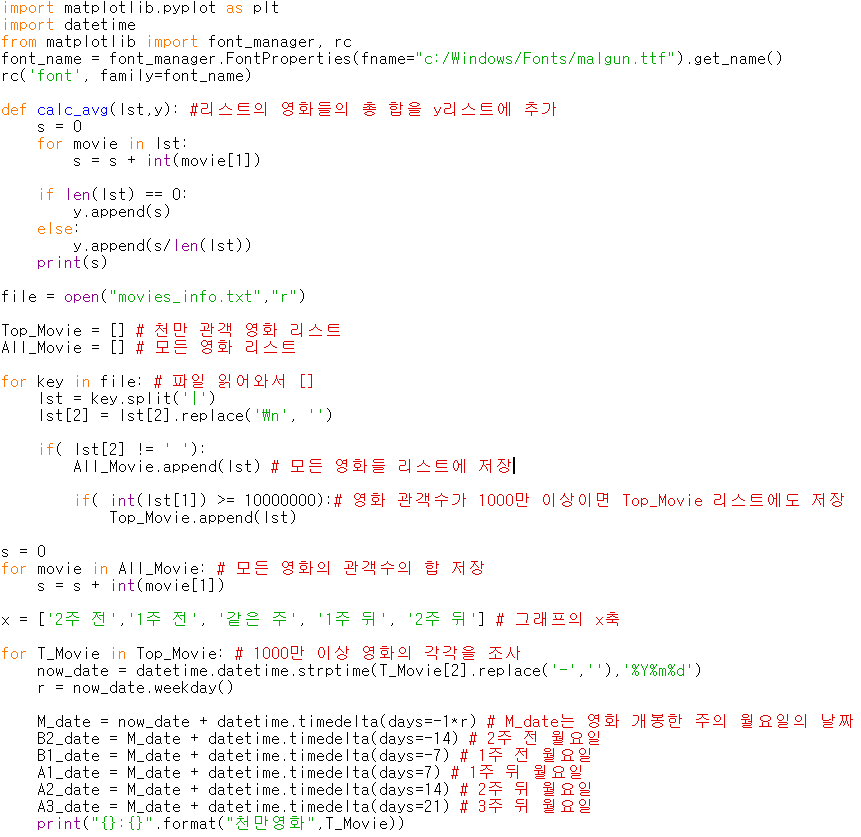 import matplotlib.pyplot as plt
import datetime
from matplotlib import font_manager, rc
font_name = font_manager.FontProperties(fname="c:/Windows/Fonts/malgun.ttf").get_name()
rc('font', family=font_name)

def calc_avg(lst,y): #리스트의 영화들의 총 합을 y리스트에 추가
    s = 0
    for movie in lst:
        s = s + int(movie[1])

    if len(lst) == 0:
        y.append(s)
    else:
        y.append(s/len(lst))
    print(s)

file = open("movies_info.txt","r")

Top_Movie = [] # 천만 관객 영화 리스트
All_Movie = [] # 모든 영화 리스트

for key in file: # 파일 읽어와서 []
    lst = key.split('|')
    lst[2] = lst[2].replace('₩n', '')

    if( lst[2] != ' '):
        All_Movie.append(lst) # 모든 영화들 리스트에 저장

        if( int(lst[1]) >= 10000000):# 영화 관객수가 1000만 이상이면 Top_Movie 리스트에도 저장
            Top_Movie.append(lst)

s = 0
for movie in All_Movie: # 모든 영화의 관객수의 합 저장
    s = s + int(movie[1])

x = ['2주 전','1주 전', '같은 주', '1주 뒤', '2주 뒤'] # 그래프의 x축

for T_Movie in Top_Movie: # 1000만 이상 영화의 각각을 조사
    now_date = datetime.datetime.strptime(T_Movie[2].replace('-',''),'%Y%m%d')
    r = now_date.weekday()

    M_date = now_date + datetime.timedelta(days=-1*r) # M_date는 영화 개봉한 주의 월요일의 날짜
    B2_date = M_date + datetime.timedelta(days=-14) # 2주 전 월요일
    B1_date = M_date + datetime.timedelta(days=-7) # 1주 전 월요일
    A1_date = M_date + datetime.timedelta(days=7) # 1주 뒤 월요일
    A2_date = M_date + datetime.timedelta(days=14) # 2주 뒤 월요일
    A3_date = M_date + datetime.timedelta(days=21) # 3주 뒤 월요일
    print("{}:{}".format("천만영화",T_Movie))